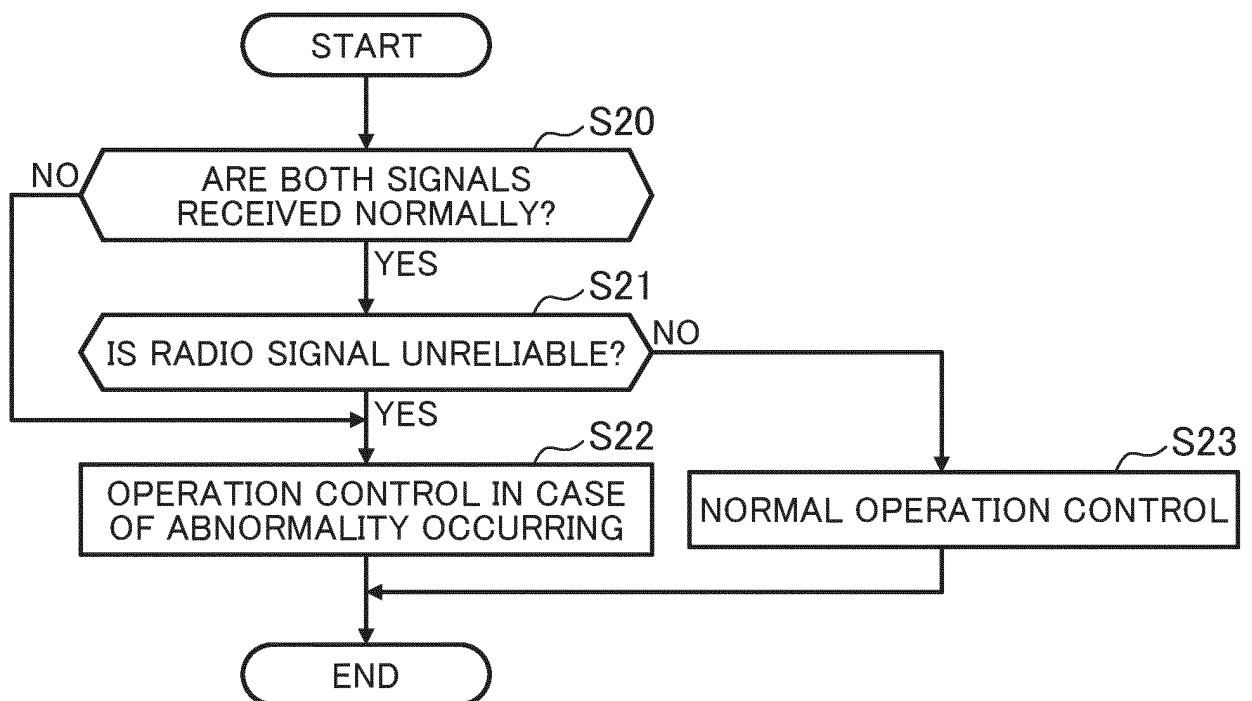 START
S20
NO
ARE BOTH SIGNALS
RECEIVED NORMALLY?
YES
S21
IS RADIO SIGNAL UNRELIABLE?
NO
YES
S22
OPERATION CONTROL IN CASE
OF ABNORMALITY OCCURRING
S23
NORMAL OPERATION CONTROL
END